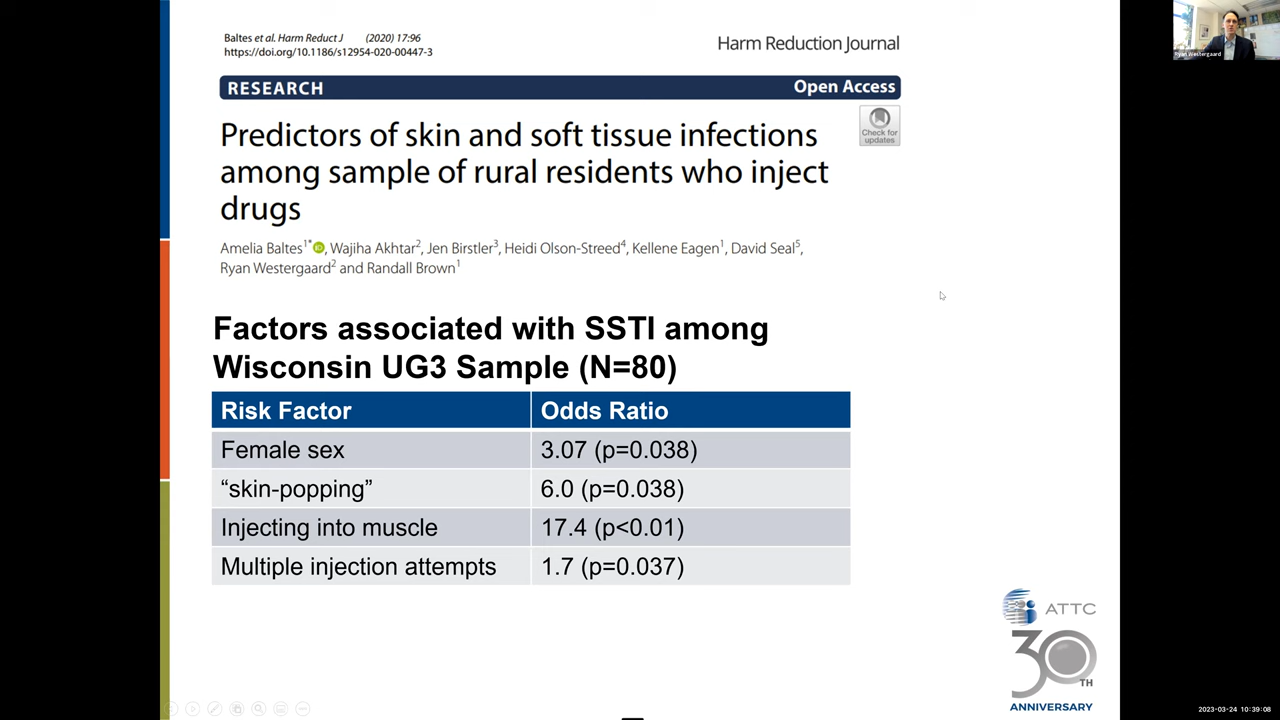 Baltes et al. Harm Reduct J (2020) 17:96
https://doi.org/10.1186/s12954-020-00447-3
Harm Reduction Journal
RESEARCH
Open Access
Check for
updates
Predictors of skin and soft tissue infections
among sample of rural residents who inject
drugs
Amelia Baltes1*, Wajiha Akhtar2, Jen Birstler3, Heidi Olson-Streed4, Kellene Eagen1, David Seal5,
Ryan Westergaard2 and Randall Brown1
Factors associated with SSTI among
Wisconsin UG3 Sample (N=80)
Risk Factor
Odds Ratio
Female sex
3.07 (p=0.038)
“skin-popping”
6.0 (p=0.038)
Injecting into muscle
17.4 (p<0.01)
Multiple injection attempts
1.7 (p=0.037)
ATTC
30TH
ANNIVERSARY
Ryan Westergaard
2023-03-24 10:39:08